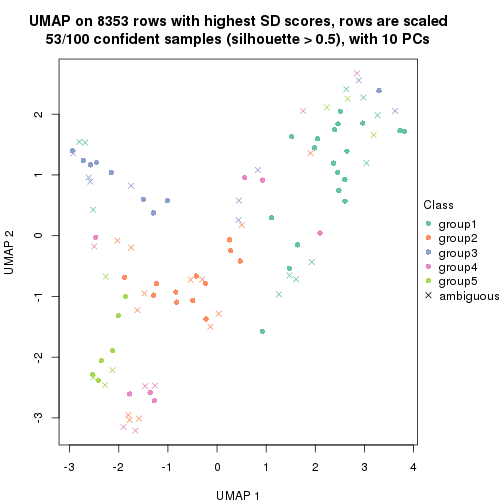 UMAP on 8353 rows with highest SD scores, rows are scaled
53/100 confident samples (silhouette > 0.5), with 10 PCs
UMAP 2
2
1
0
-1
-2
-3
-3
-2
-1
0
1
2
3
4
UMAP 1
Class
group1
group2
group3
group4
group5
ambiguous